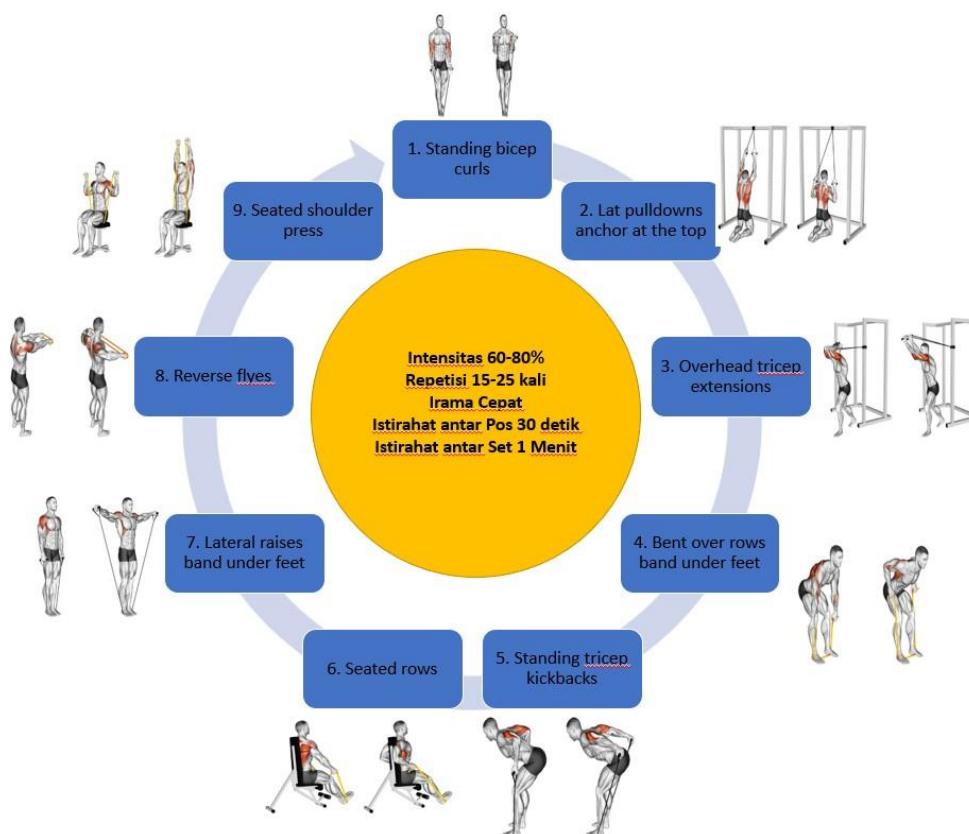 1. Standing bicep
curls
2. Lat pulldowns
anchor at the top
3. Overhead tricep
extensions
4. Bent over rows
band under feet
5. Standing tricep
kickbacks
6. Seated rows
7. Lateral raises
band under feet
8. Reverse flyes
9. Seated shoulder
press
Intensitas 60-80%
Repetisi 15-25 kali
Irama Cepat
Istirahat antar Pos 30 detik
Istirahat antar Set 1 Menit